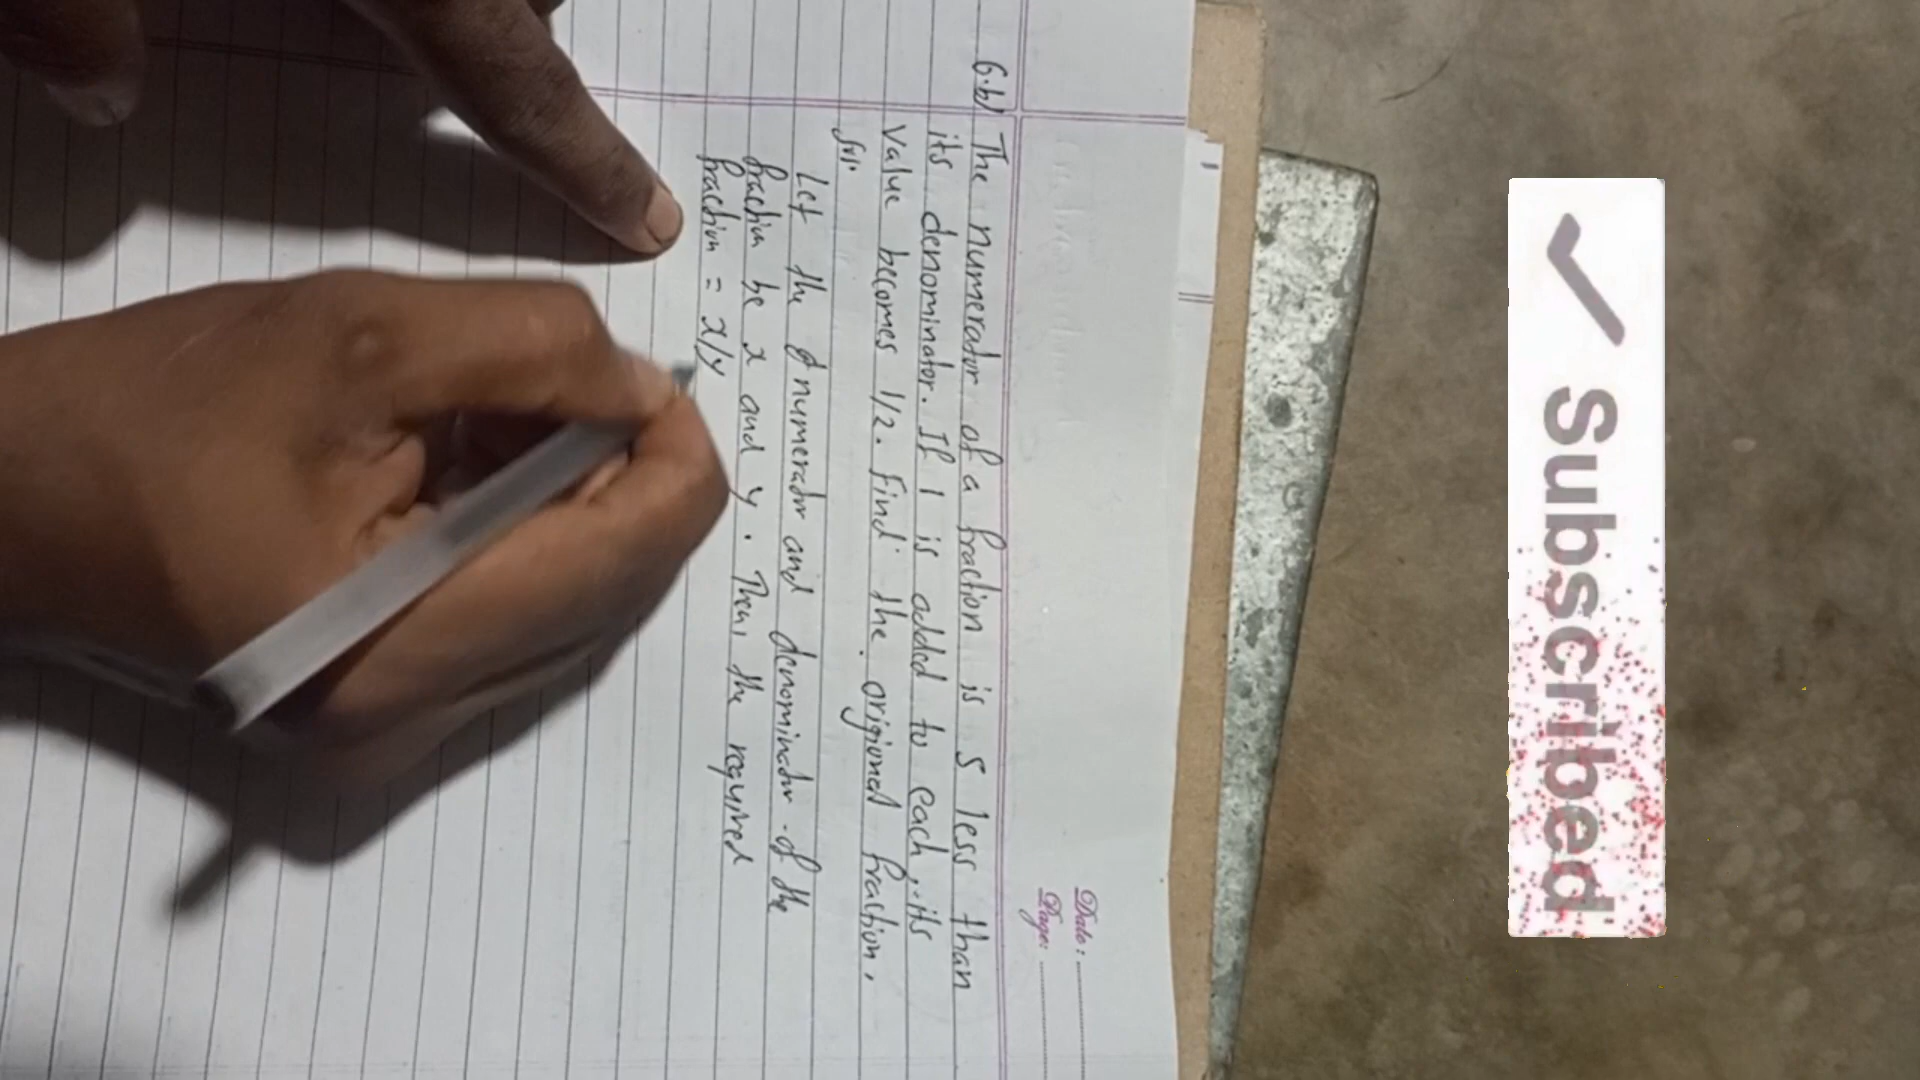 Date:
Page:
6.b) The numerator of a fraction is 5 less than
its denominator. If 1 is added to each, its
value becomes 1/2. Find the origional fraction.
Let the numerator and denominator of the
fraction be x and y. Then, the required
fraction = x/y
✓ Subscribed